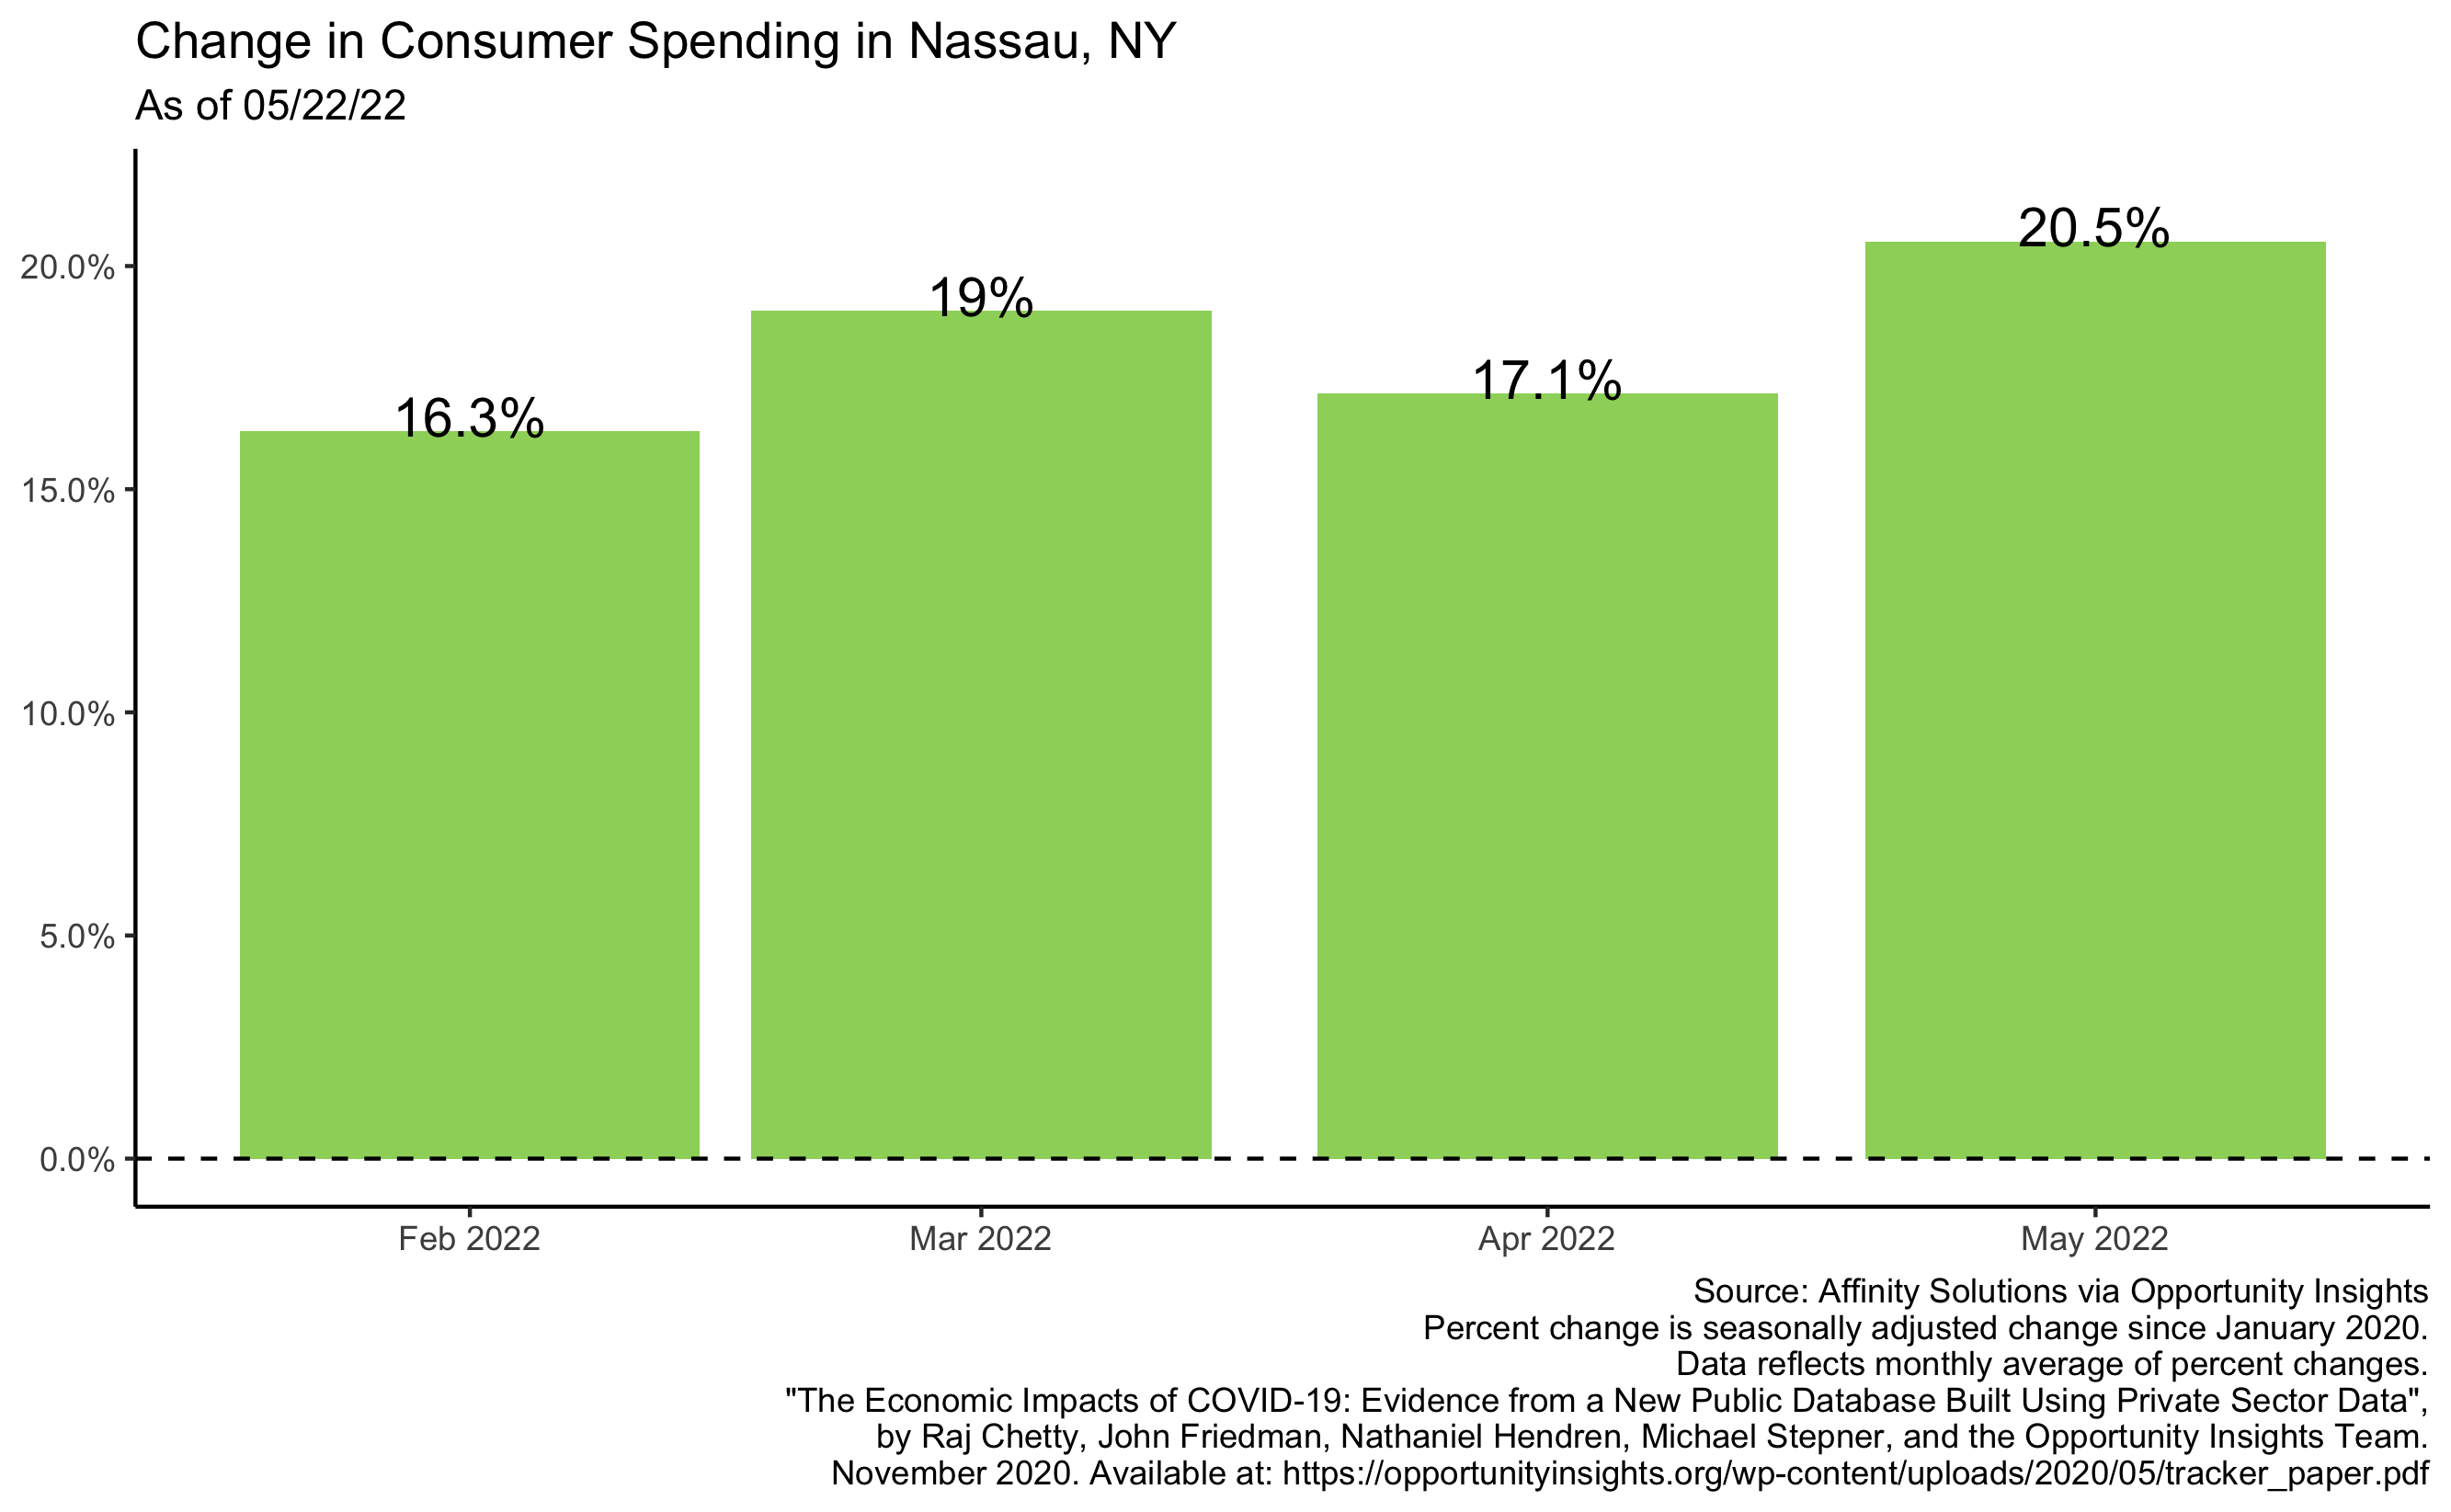 Change in Consumer Spending in Nassau, NY
As of 05/22/22
20.5%
20.0%
19%
17.1%
16.3%
15.0%
10.0%
5.0%
0.0%
Feb 2022 Mar 2022 Apr 2022 May 2022
Source: Affinity Solutions via Opportunity Insights
Percent change is seasonally adjusted change since January 2020.
Data reflects monthly average of percent changes.
"The Economic Impacts of COVID-19: Evidence from a New Public Database Built Using Private Sector Data",
by Raj Chetty, John Friedman, Nathaniel Hendren, Michael Stepner, and the Opportunity Insights Team.
November 2020. Available at: https://opportunityinsights.org/wp-content/uploads/2020/05/tracker_paper.pdf